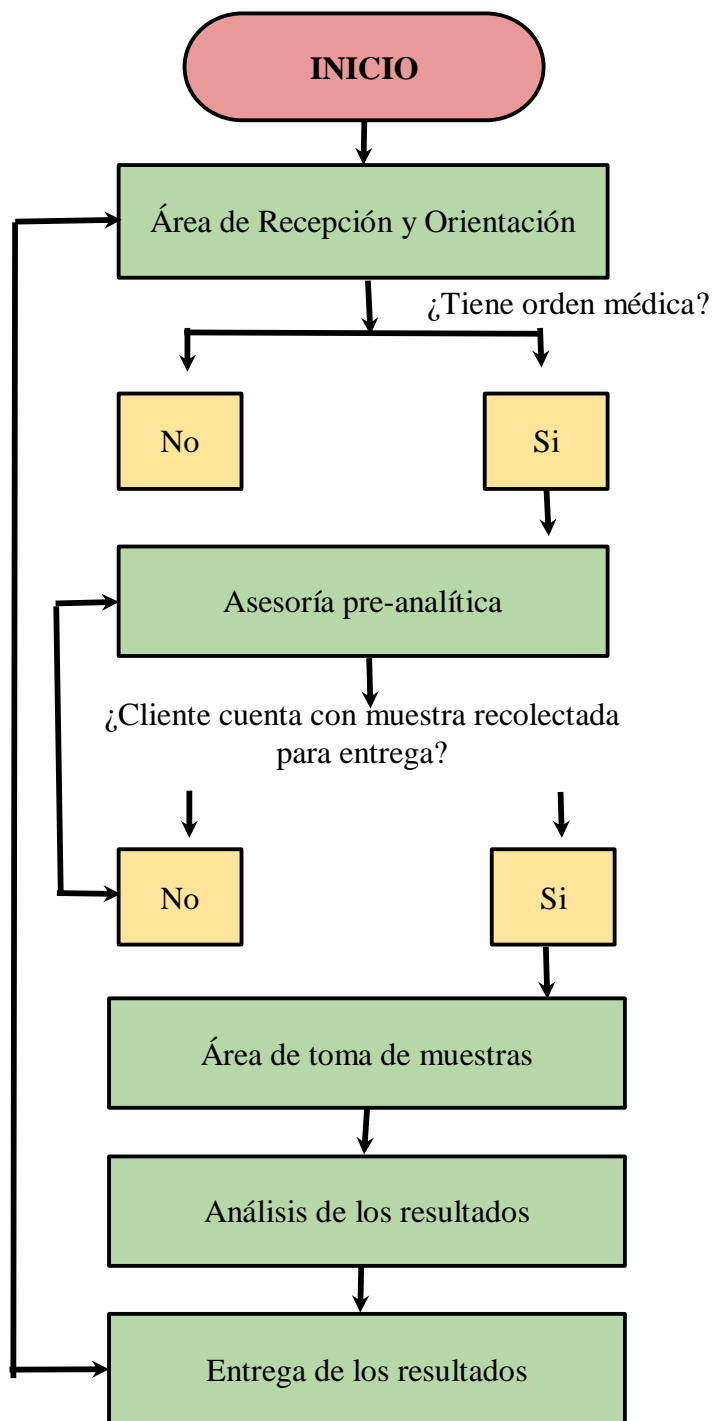 INICIO
Área de Recepción y Orientación
¿Tiene orden médica?
No
Si
Asesoría pre-analítica
¿Cliente cuenta con muestra recolectada
para entrega?
No
Si
Área de toma de muestras
Análisis de los resultados
Entrega de los resultados